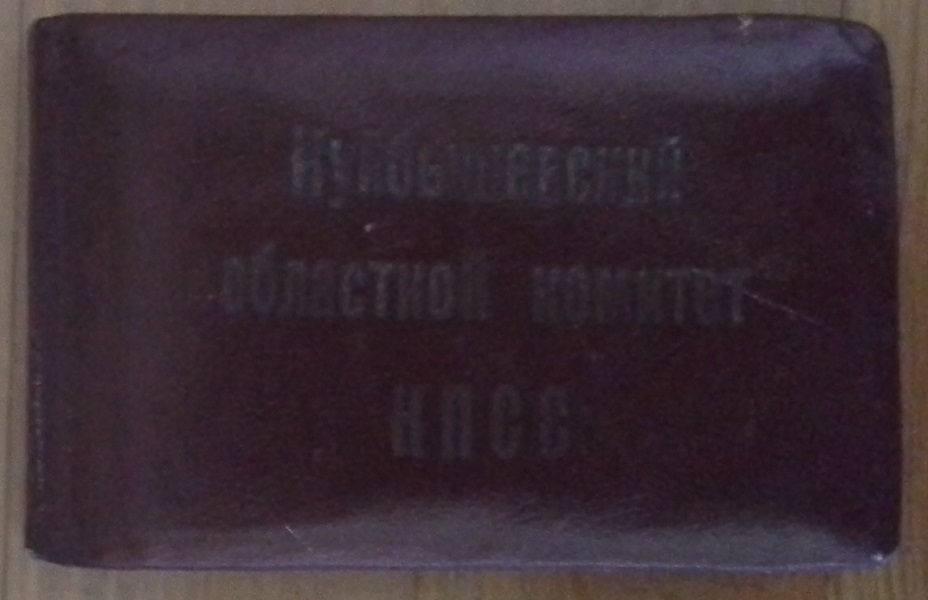 Куйбышевский
областной комитет
КПСС